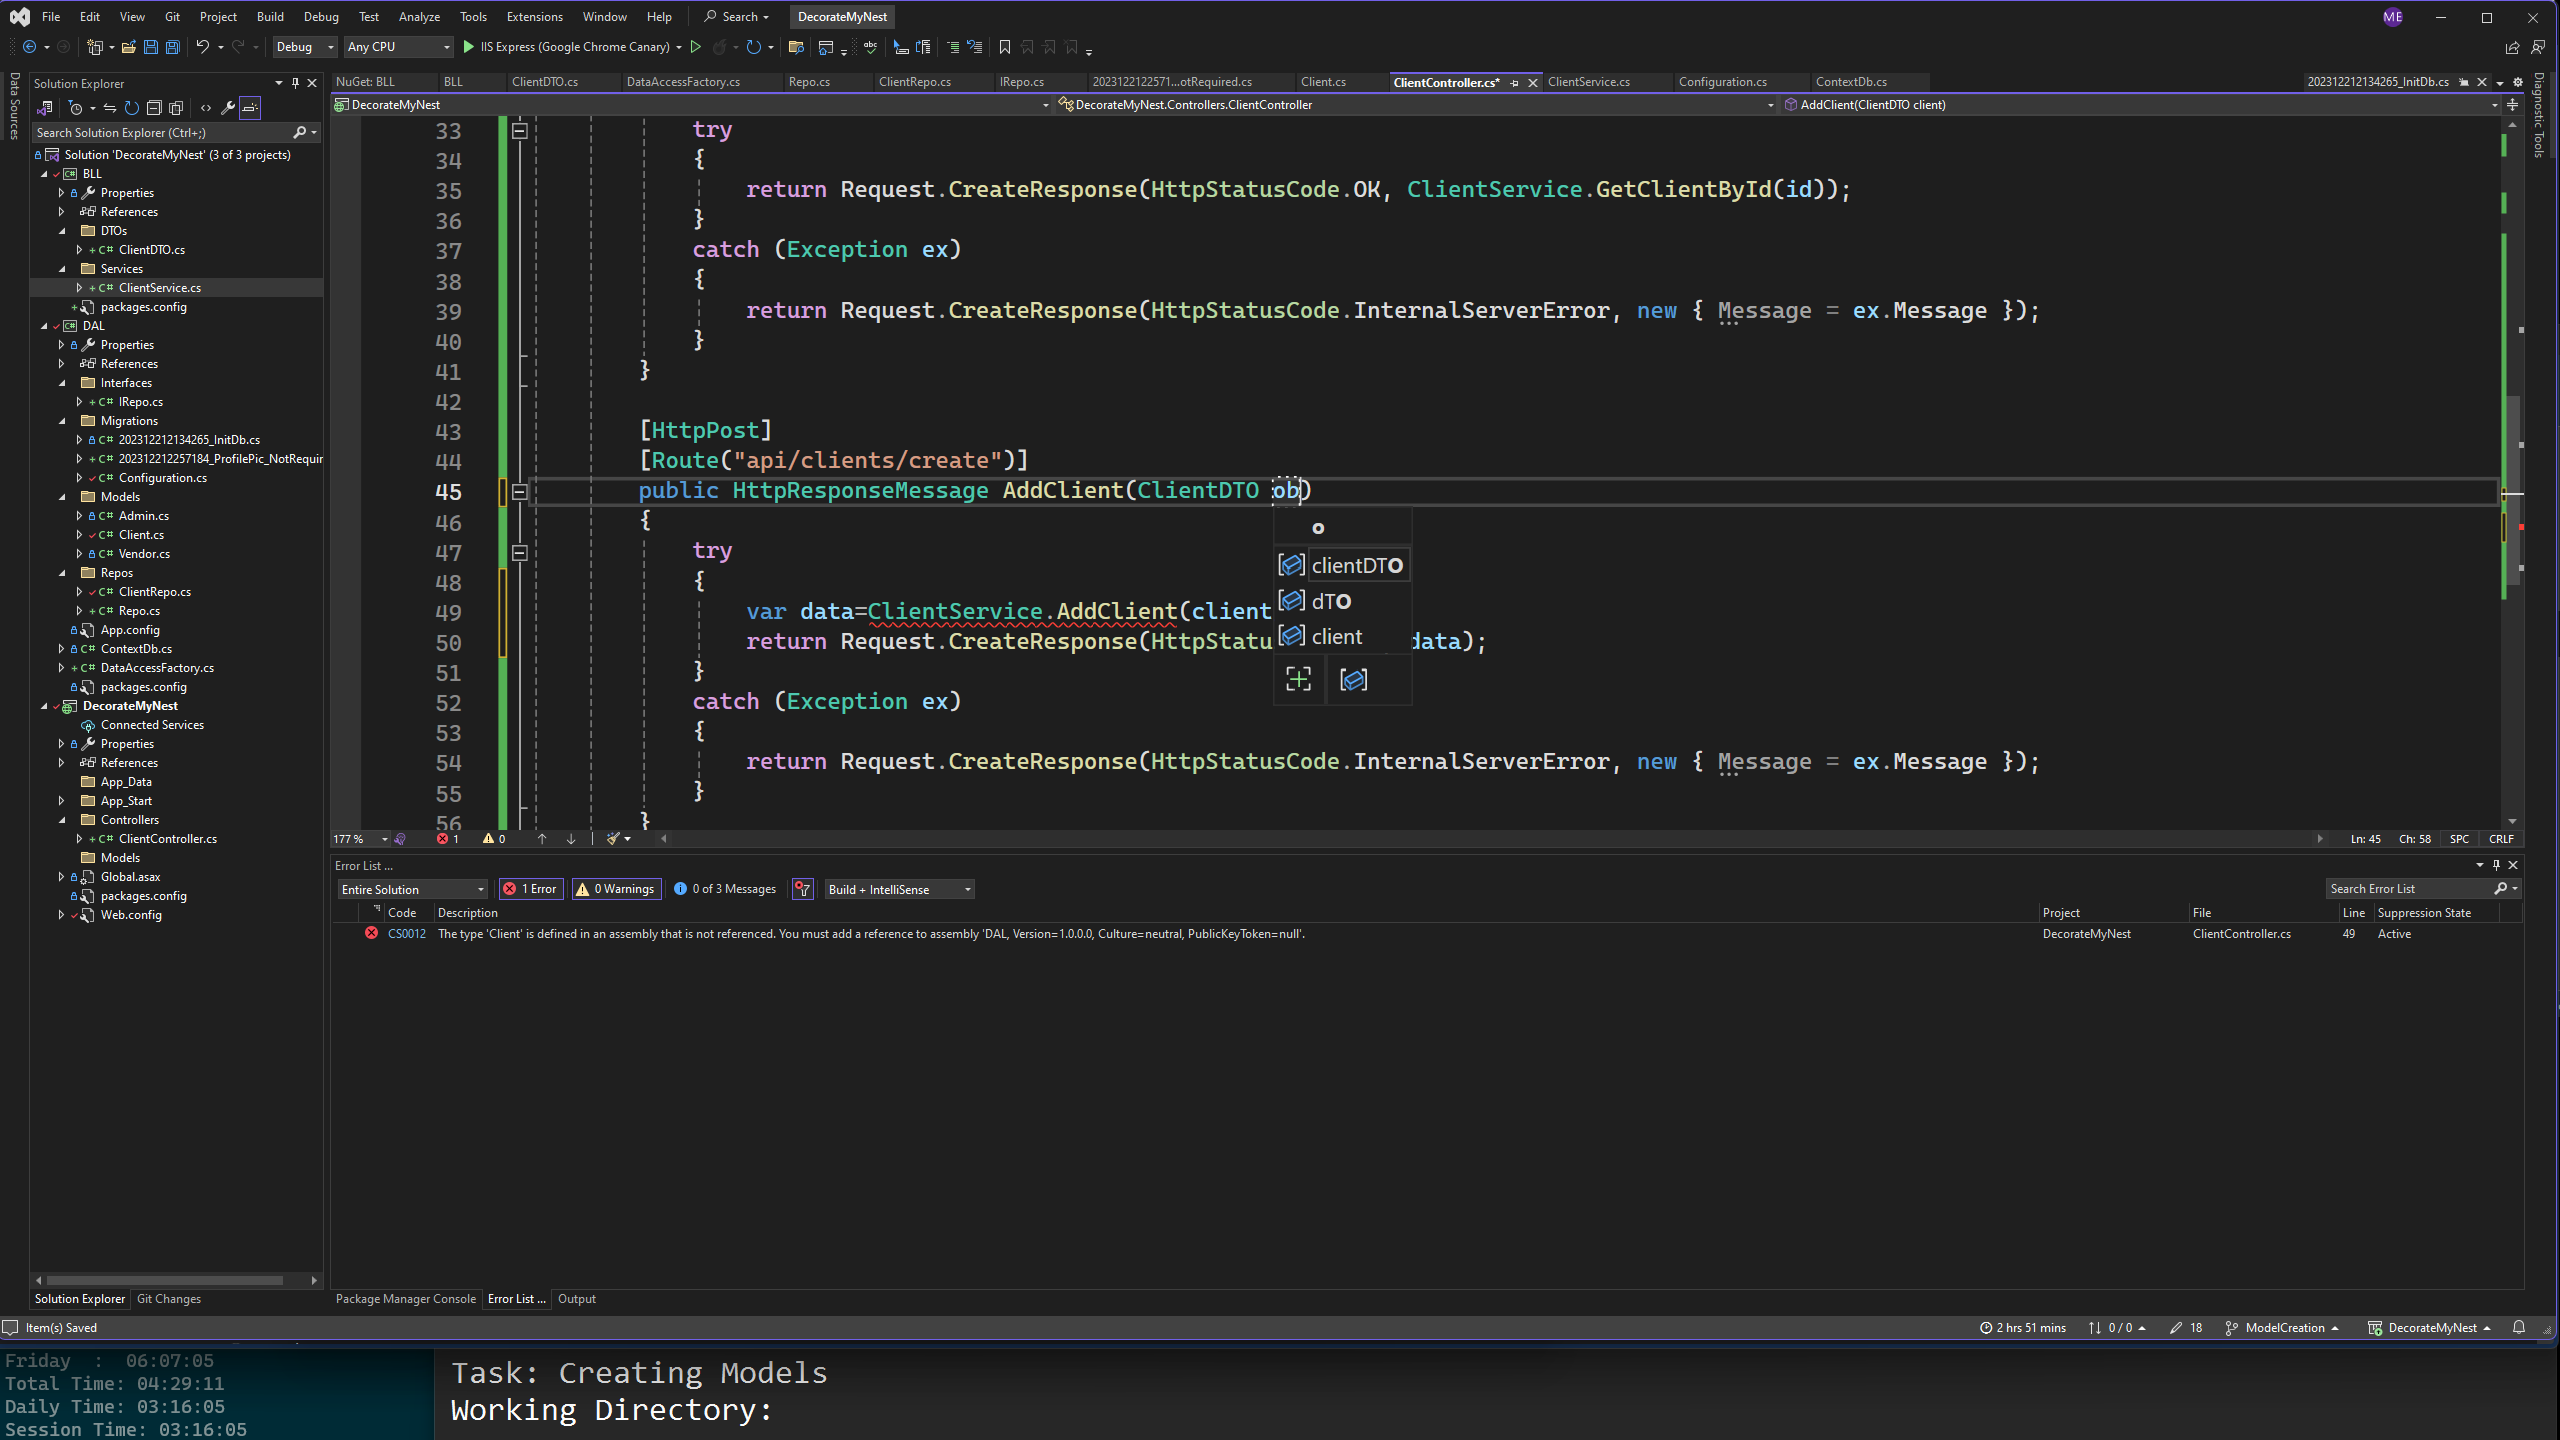 File Edit View Git Project Build Debug Test Analyze Tools Extensions Window Help Search DecorateMyNest ME
Debug Any CPU IIS Express (Google Chrome Canary)
Data Sources
Solution Explorer
Search Solution Explorer (Ctrl+;)
Solution 'DecorateMyNest' (3 of 3 projects)
BLL
Properties
References
DTOs
C# ClientDTO.cs
Services
C# ClientService.cs
packages.config
DAL
Properties
References
Interfaces
C# IRepo.cs
Migrations
C# 202312212134265_InitDb.cs
C# 202312212257184_ProfilePic_NotRequir
C# Configuration.cs
Models
C# Admin.cs
C# Client.cs
C# Vendor.cs
Repos
C# ClientRepo.cs
C# Repo.cs
App.config
C# ContextDb.cs
C# DataAccessFactory.cs
packages.config
DecorateMyNest
Connected Services
Properties
References
App_Data
App_Start
Controllers
C# ClientController.cs
Models
Global.asax
packages.config
Web.config
Solution Explorer Git Changes
NuGet: BLL BLL ClientDTO.cs DataAccessFactory.cs Repo.cs ClientRepo.cs IRepo.cs 2023122122571...otRequired.cs Client.cs ClientController.cs* ClientService.cs Configuration.cs ContextDb.cs 202312212134265_InitDb.cs
DecorateMyNest DecorateMyNest.Controllers.ClientController AddClient(ClientDTO client)
Diagnostic Tools
33 try
34 {
35 return Request.CreateResponse(HttpStatusCode.OK, ClientService.GetClientById(id));
36 }
37 catch (Exception ex)
38 {
39 return Request.CreateResponse(HttpStatusCode.InternalServerError, new { Message = ex.Message });
40 }
41 }
42
43 [HttpPost]
44 [Route("api/clients/create")]
45 public HttpResponseMessage AddClient(ClientDTO ob)
46 {
47 try
48 {
49 var data=ClientService.AddClient(client
50 return Request.CreateResponse(HttpStatu data);
51 }
52 catch (Exception ex)
53 {
54 return Request.CreateResponse(HttpStatusCode.InternalServerError, new { Message = ex.Message });
55 }
56 }
o
clientDTO
dTO
client
177 % 1 0 Ln: 45 Ch: 58 SPC CRLF
Error List ...
Entire Solution 1 Error 0 Warnings 0 of 3 Messages Build + IntelliSense Search Error List
Code Description Project File Line Suppression State
CS0012 The type 'Client' is defined in an assembly that is not referenced. You must add a reference to assembly 'DAL, Version=1.0.0.0, Culture=neutral, PublicKeyToken=null'. DecorateMyNest ClientController.cs 49 Active
Package Manager Console Error List ... Output
Item(s) Saved 2 hrs 51 mins 0 / 0 18 ModelCreation DecorateMyNest
Friday : 06:07:05
Total Time: 04:29:11
Daily Time: 03:16:05
Session Time: 03:16:05
Task: Creating Models
Working Directory: